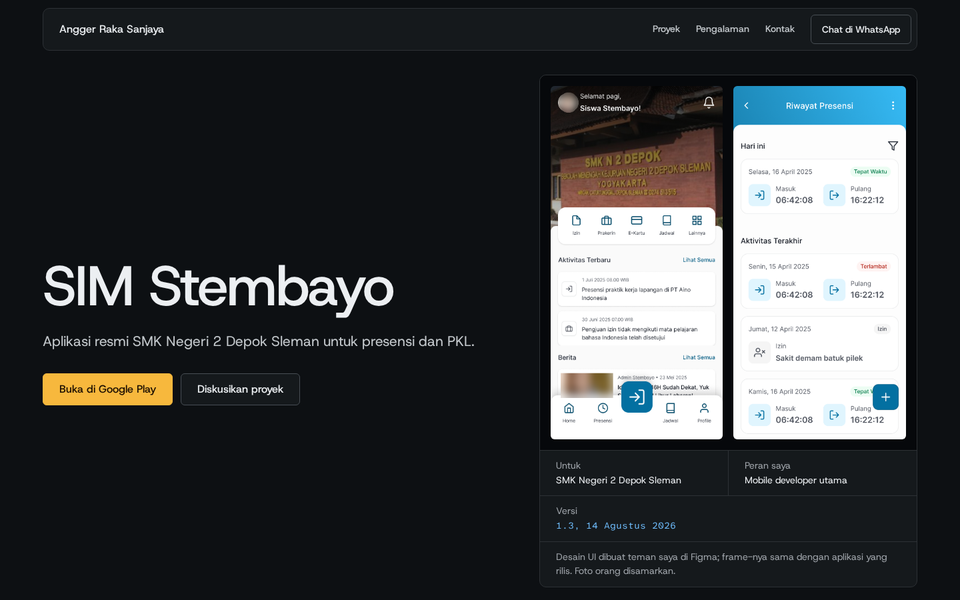 Angger Raka Sanjaya
Proyek
Pengalaman
Kontak
Chat di WhatsApp
SIM Stembayo
Aplikasi resmi SMK Negeri 2 Depok Sleman untuk presensi dan PKL.
Buka di Google Play
Diskusikan proyek
Selamat pagi,
Siswa Stembayo!
SMK N 2 DEPOK
YOGYAKARTA
Izin
Prakerin
E-Kartu
Jadwal
Lainnya
Aktivitas Terbaru
Lihat Semua
1 Juli 2025 08.00 WIB
Presensi praktik kerja lapangan di PT Aino
Indonesia
30 Juni 2025 07.00 WIB
Pengjuan izin tidak mengikuti mata pelajaran
bahasa Indonesia telah disetujui
Berita
Lihat Semua
Admin Stembayo • 23 Mei 2025
Sudah Dekat, Yuk
Home
Presensi
Jadwal
Profile
Riwayat Presensi
Hari ini
Selasa, 16 April 2025
Tepat Waktu
Masuk
06:42:08
Pulang
16:22:12
Aktivitas Terakhir
Senin, 15 April 2025
Terlambat
Masuk
06:42:08
Pulang
16:22:12
Jumat, 12 April 2025
Izin
Izin
Sakit demam batuk pilek
Kamis, 16 April 2025
Tepat
Masuk
06:42:08
Pulang
16:22:12
Untuk
SMK Negeri 2 Depok Sleman
Peran saya
Mobile developer utama
Versi
1.3, 14 Agustus 2026
Desain UI dibuat teman saya di Figma; frame-nya sama dengan aplikasi yang
rilis. Foto orang disamarkan.